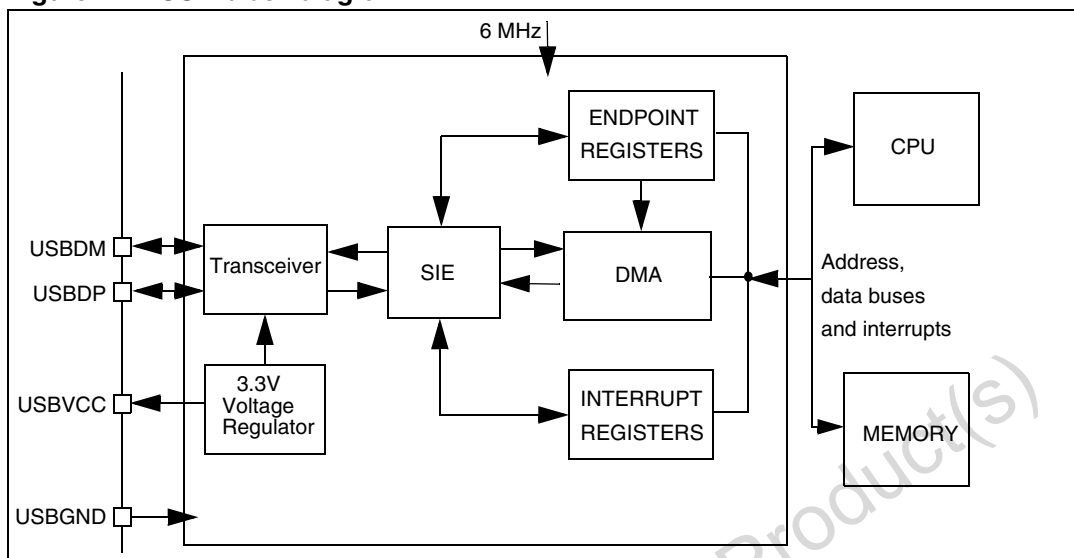 6 MHz
ENDPOINT
REGISTERS
CPU
USBDM
Transceiver
SIE
DMA
Address,
data buses
and interrupts
USBDP
3.3V
Voltage
Regulator
USBVCC
INTERRUPT
REGISTERS
MEMORY
USBGND
Product(s)